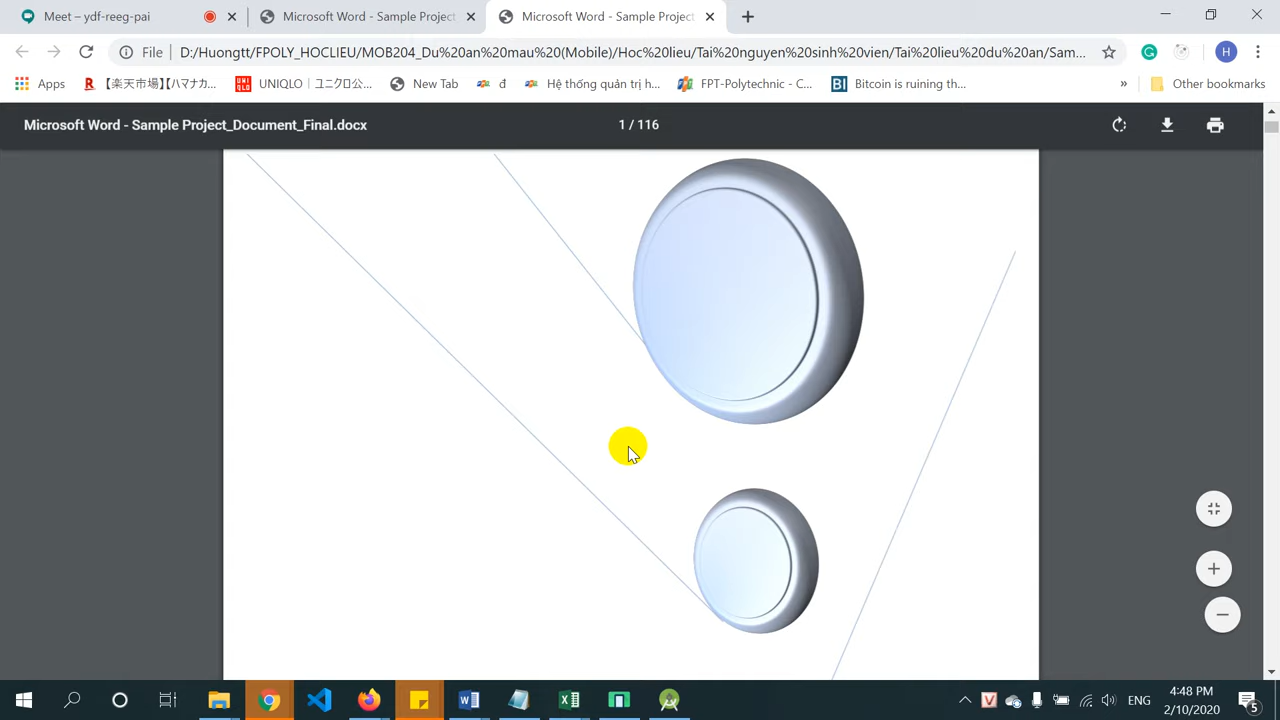 Meet – ydf-reeg-pai
Microsoft Word - Sample Project
Microsoft Word - Sample Project
File
D:/Huongtt/FPOLY_HOCLIEU/MOB204_Du%20an%20mau%20(Mobile)/Hoc%20lieu/Tai%20nguyen%20sinh%20vien/Tai%20lieu%20du%20an/Sam...
H
Apps
R
【楽天市場】【ハマナカ...
UNIQLO｜ユニクロ公...
New Tab
đ
Hệ thống quản trị h...
FPT-Polytechnic - C...
BI
Bitcoin is ruining th...
»
Other bookmarks
Microsoft Word - Sample Project_Document_Final.docx
1 / 116
ENG
4:48 PM
2/10/2020
5